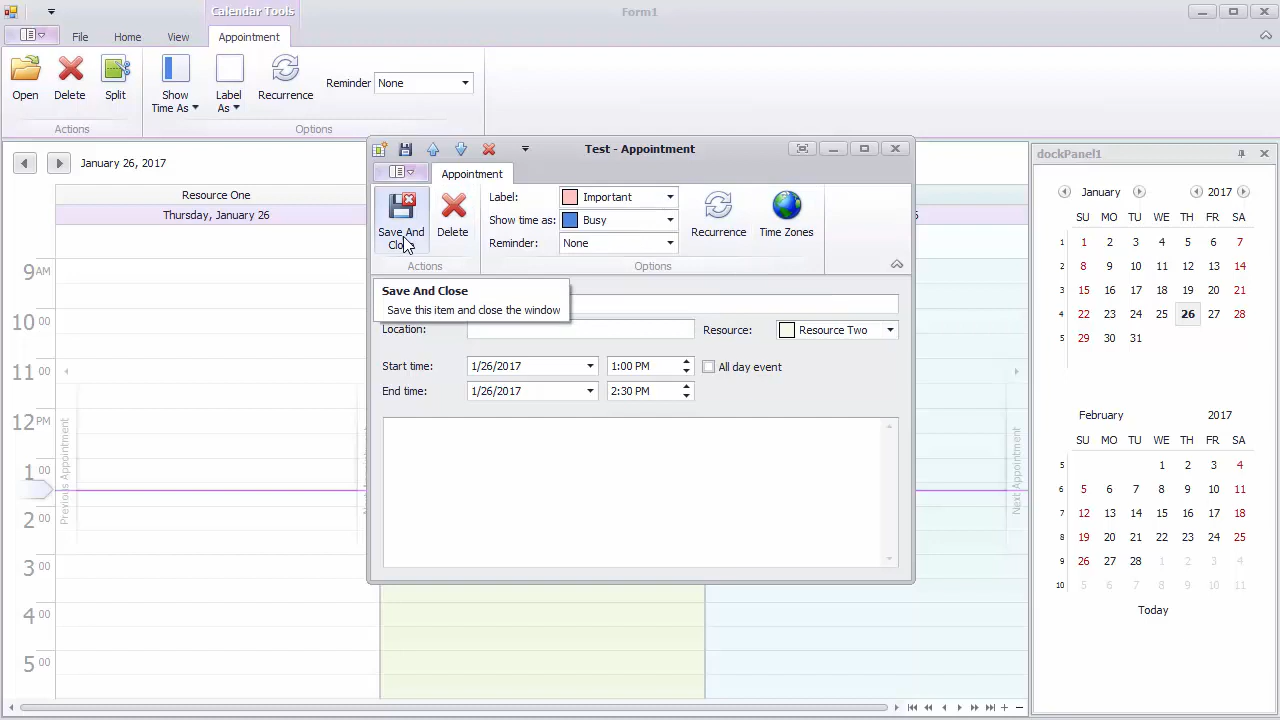 Calendar Tools
Form1
File
Home
View
Appointment
Open
Delete
Split
Show
Time As
Label
As
Recurrence
Reminder None
Actions
Options
January 26, 2017
Resource One
Thursday, January 26
9 AM
10 00
11 00
12 PM
1 00
2 00
3 00
4 00
5 00
Previous Appointment
Next Appointment
Test - Appointment
Appointment
Save And
Close
Delete
Label: Important
Show time as: Busy
Reminder: None
Recurrence
Time Zones
Actions
Options
Save And Close
Save this item and close the window
Location:
Resource: Resource Two
Start time: 1/26/2017 1:00 PM All day event
End time: 1/26/2017 2:30 PM
dockPanel1
January 2017
SU MO TU WE TH FR SA
1 1 2 3 4 5 6 7
2 8 9 10 11 12 13 14
3 15 16 17 18 19 20 21
4 22 23 24 25 26 27 28
5 29 30 31
February 2017
SU MO TU WE TH FR SA
5 1 2 3 4
6 5 6 7 8 9 10 11
7 12 13 14 15 16 17 18
8 19 20 21 22 23 24 25
9 26 27 28 1 2 3 4
10 5 6 7 8 9 10 11
Today